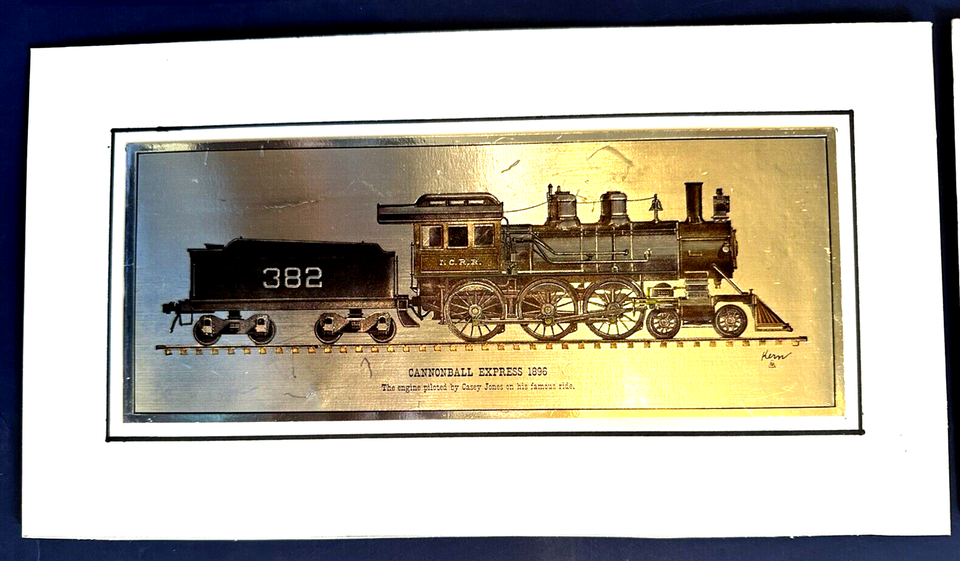 382
I.C.R.R.
CANNONBALL EXPRESS 1896
The engine piloted by Casey Jones on his famous ride.
Kern